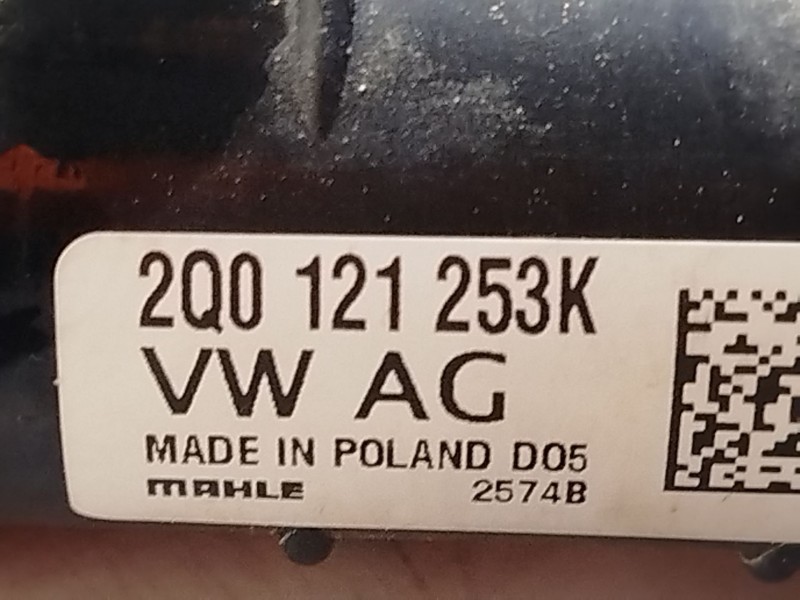 2Q0 121 253K
VW AG
MADE IN POLAND D05
MAHLE 2574B